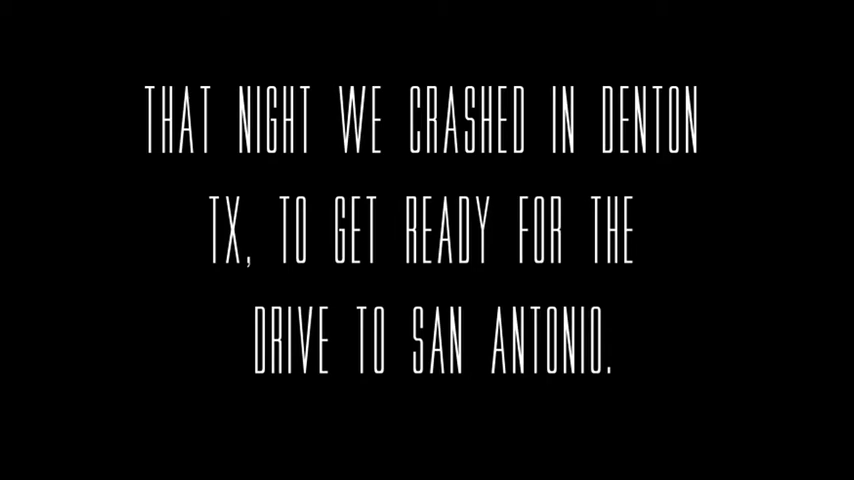 THAT NIGHT WE CRASHED IN DENTON
TX, TO GET READY FOR THE
DRIVE TO SAN ANTONIO.